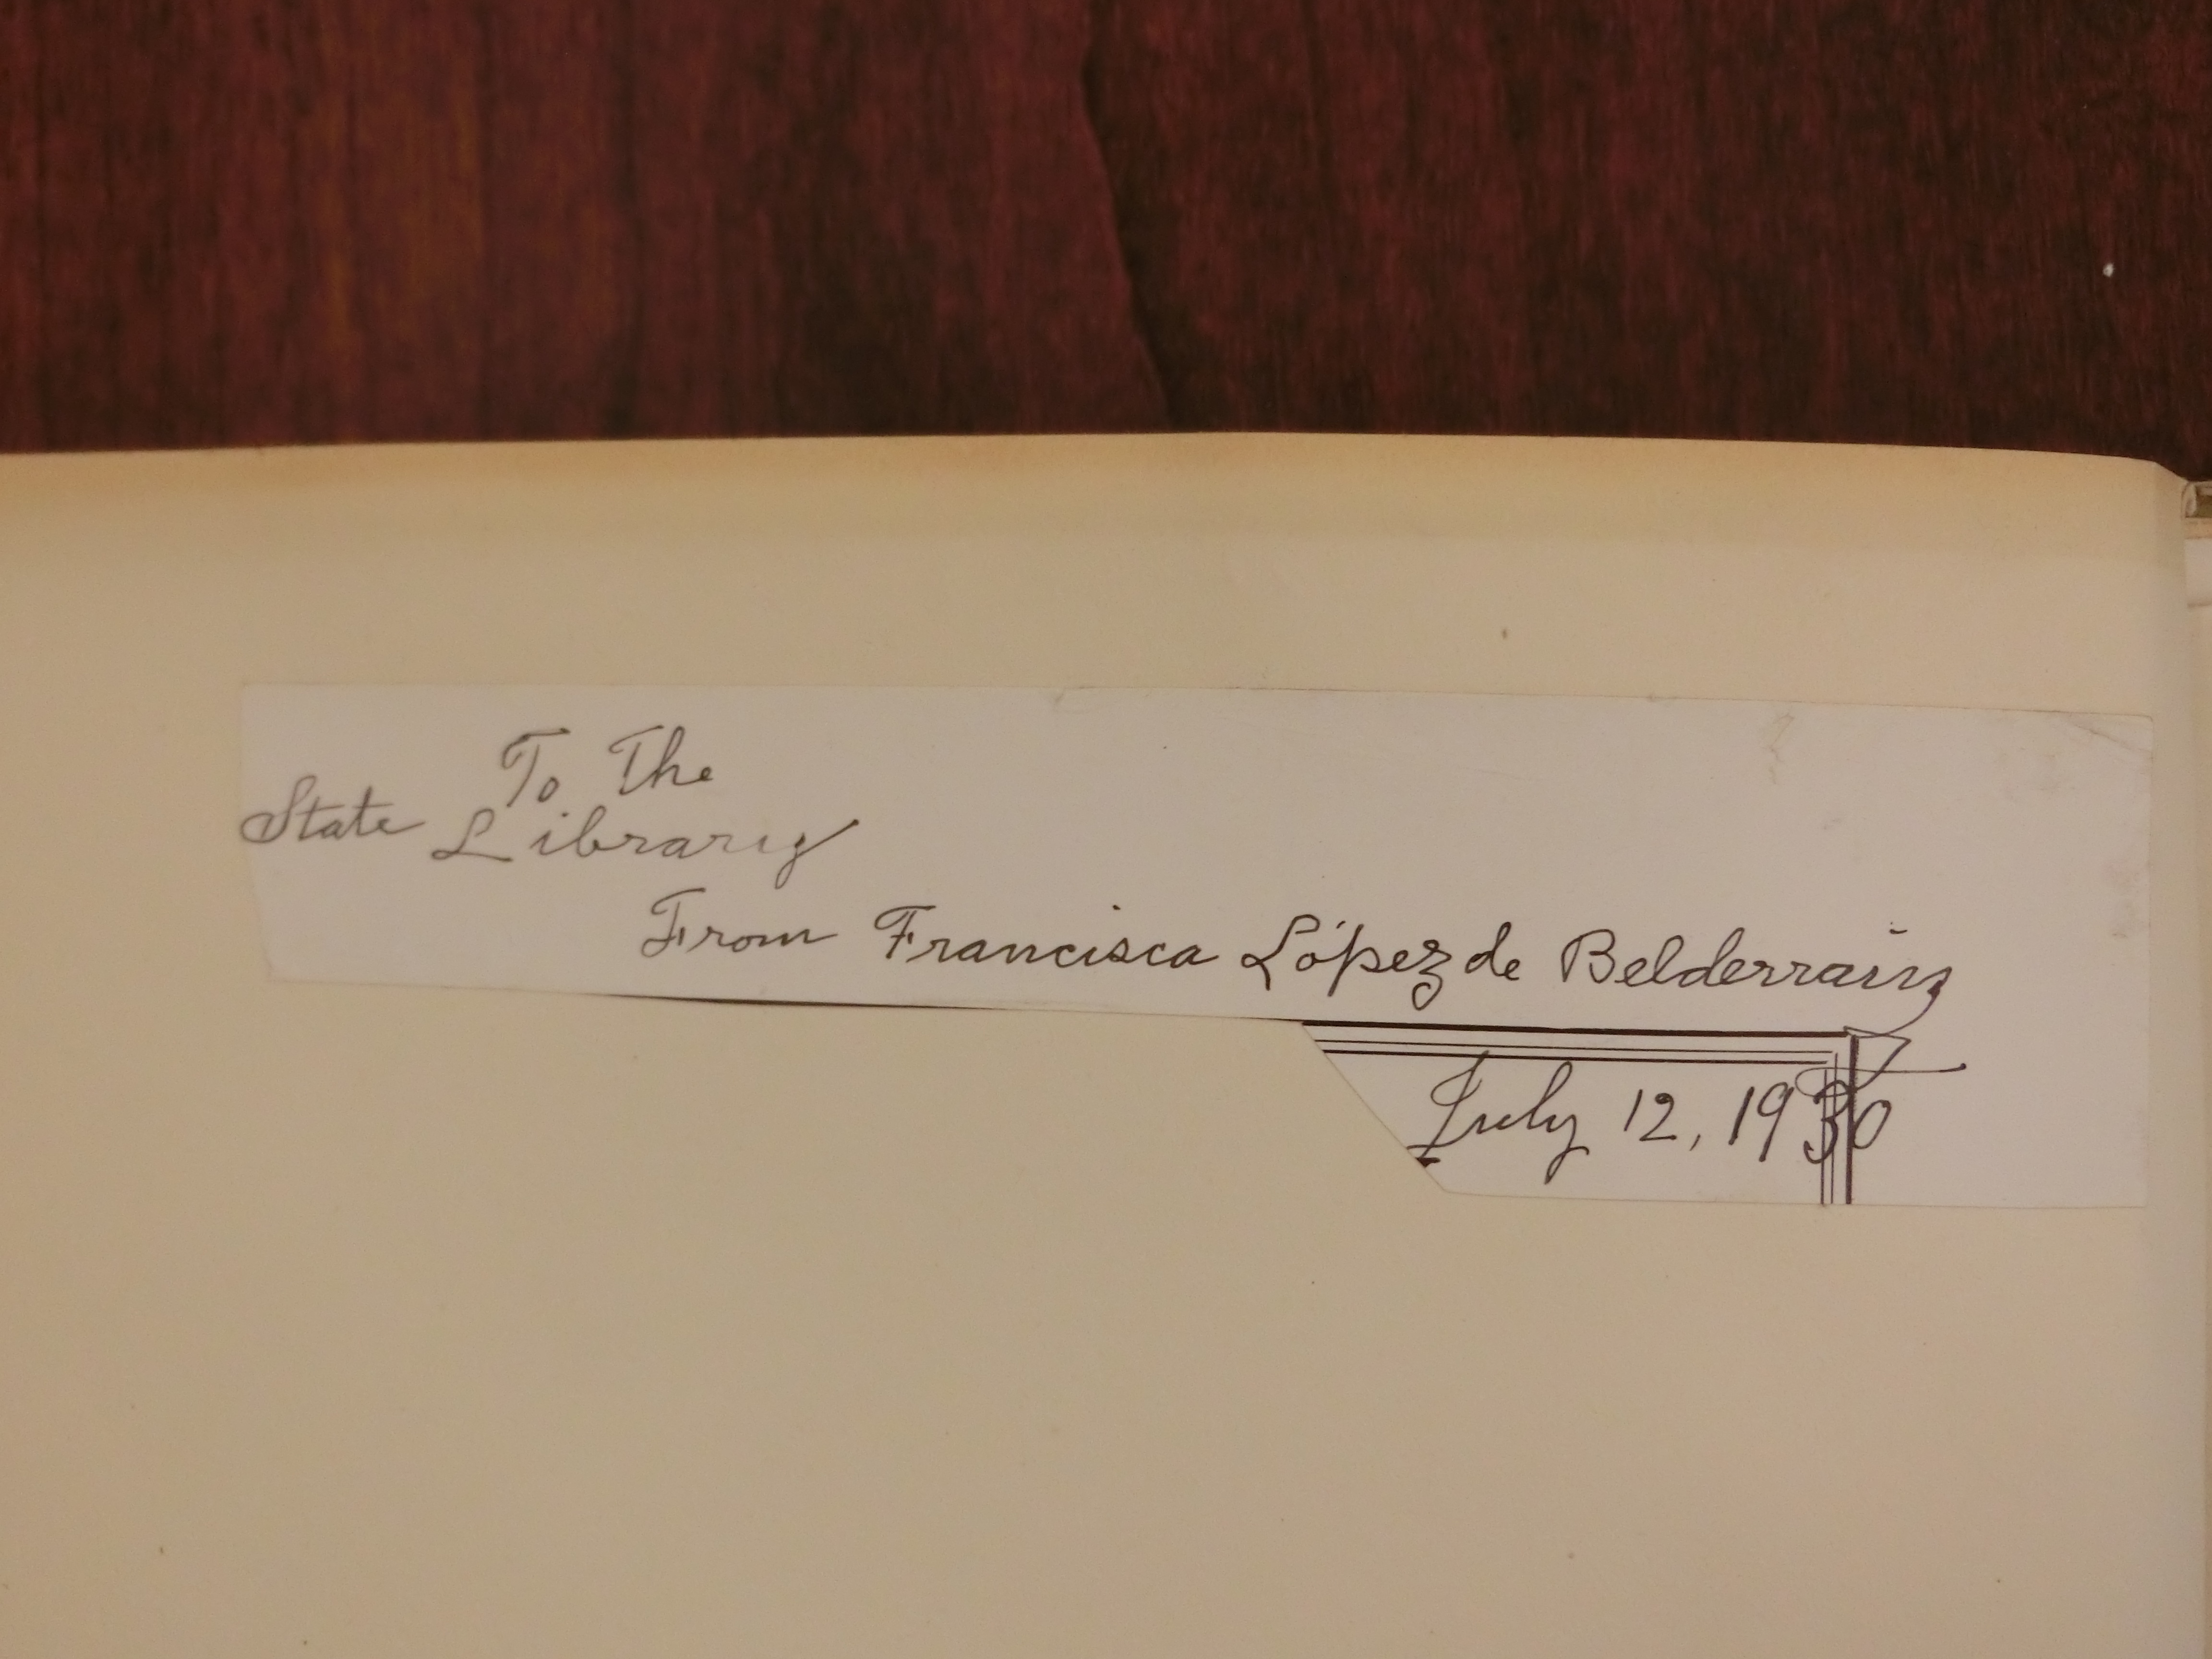 To The
State Library
From Francisca López de Belderrain
July 12, 1930